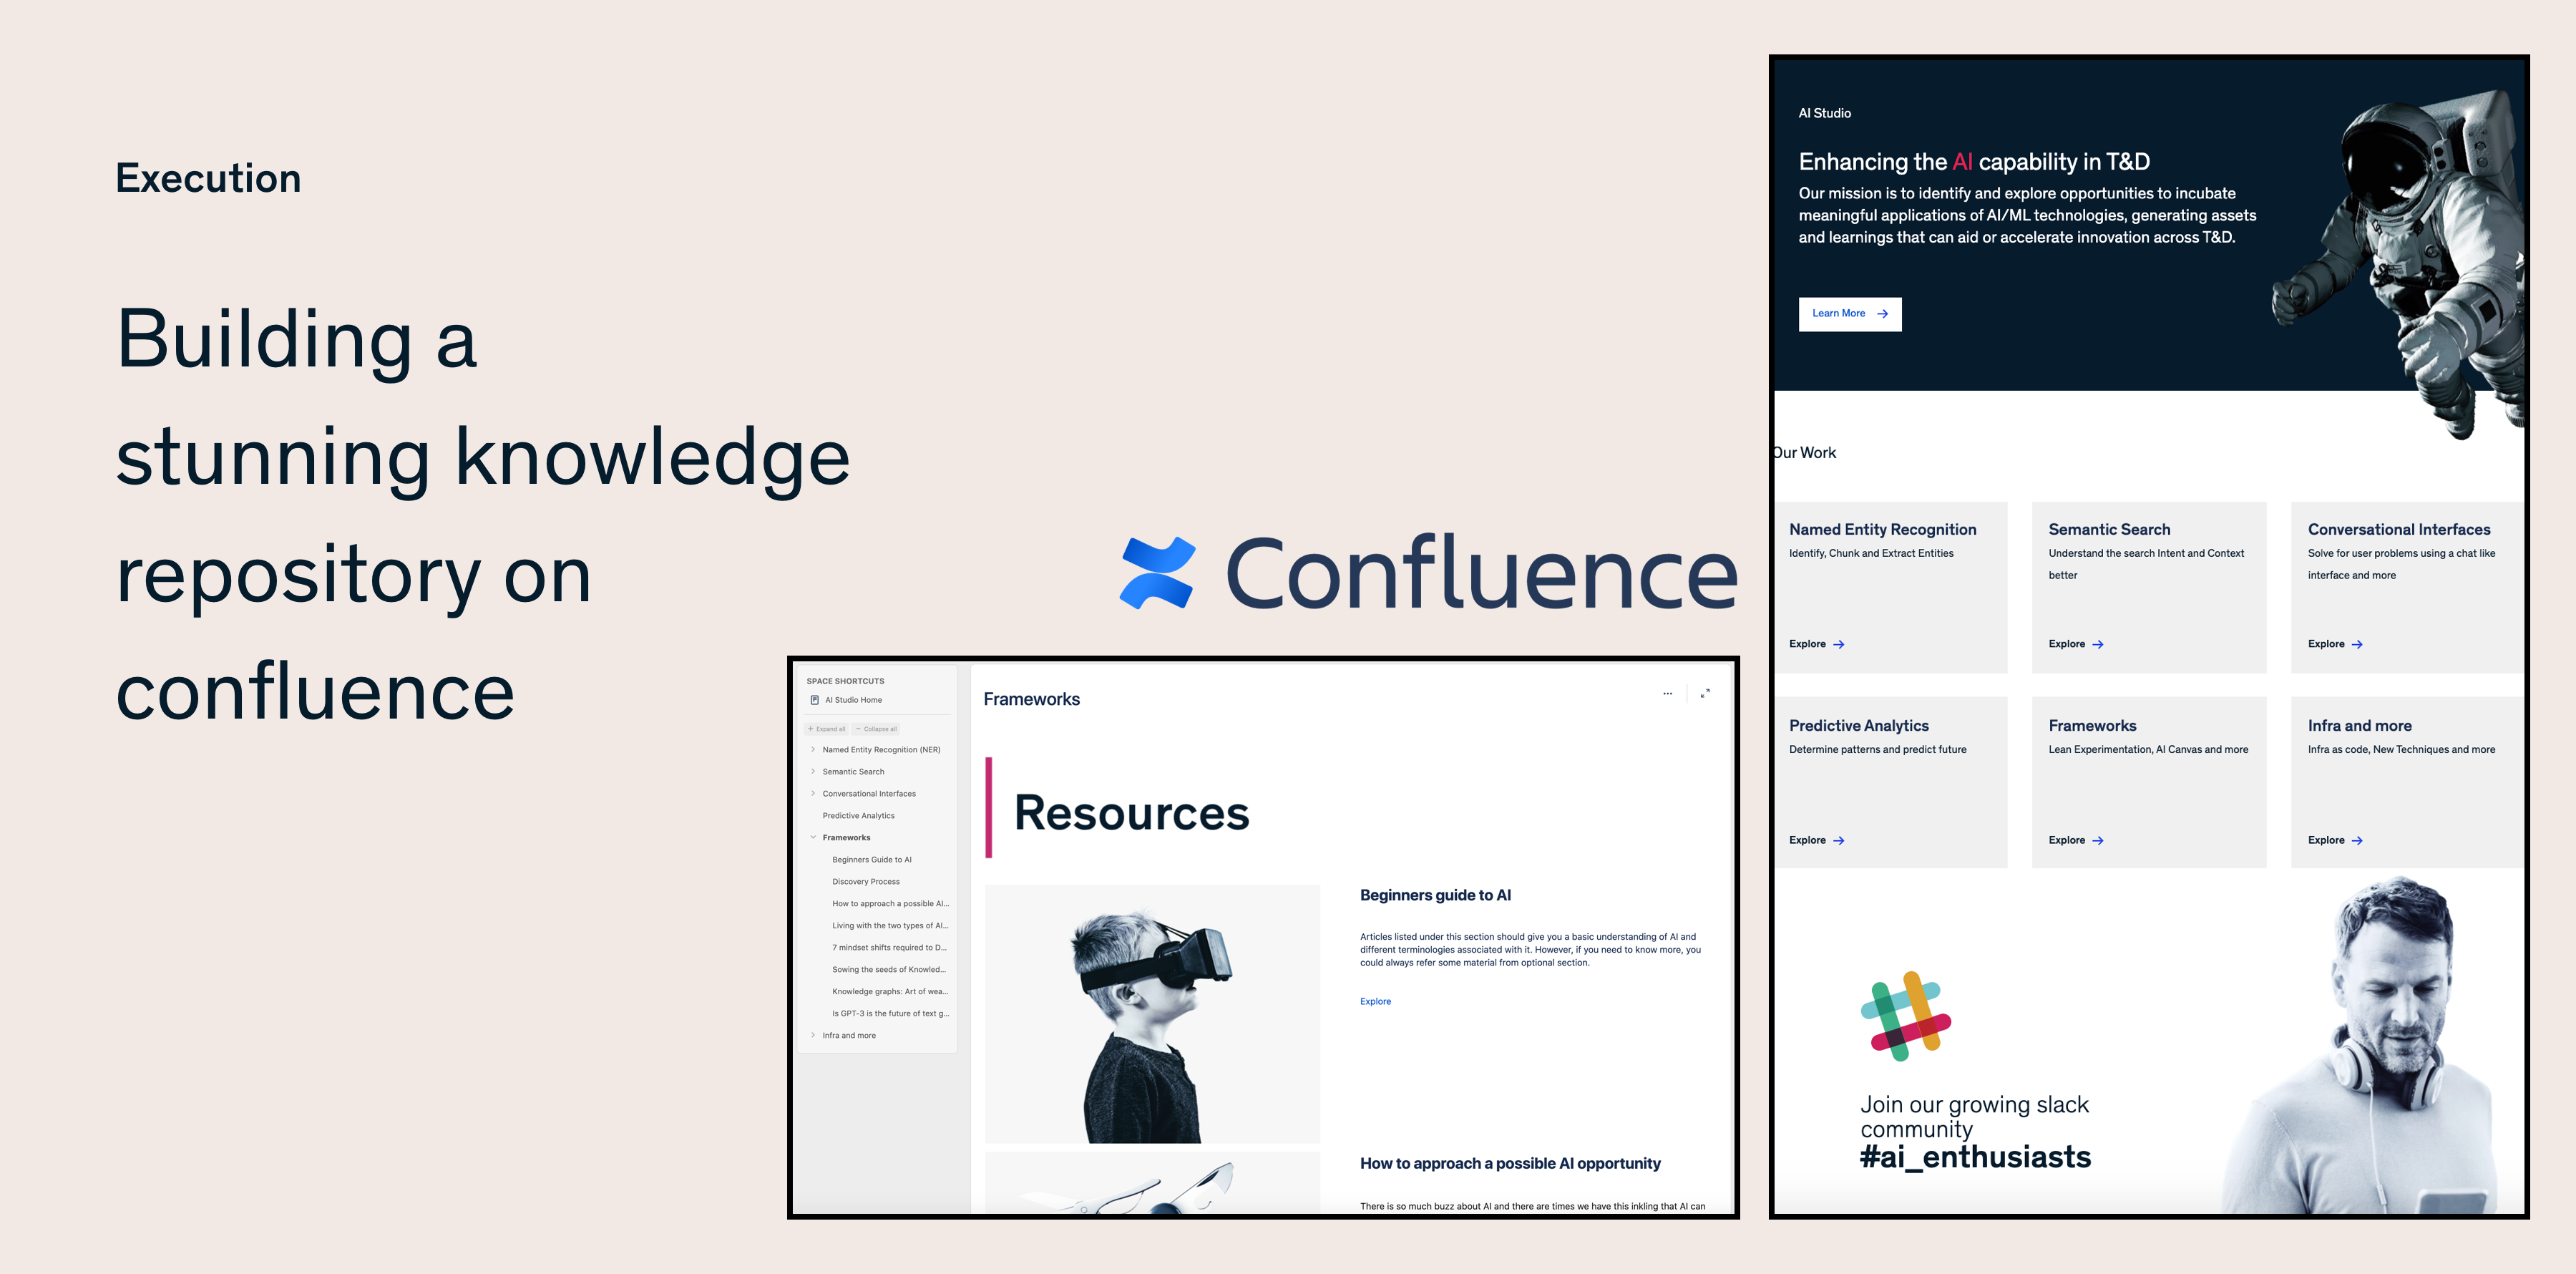 Execution
Building a
stunning knowledge
repository on
confluence
Confluence
SPACE SHORTCUTS
AI Studio Home
+ Expand all
− Collapse all
Named Entity Recognition (NER)
Semantic Search
Conversational Interfaces
Predictive Analytics
Frameworks
Beginners Guide to AI
Discovery Process
How to approach a possible AI...
Living with the two types of AI...
7 mindset shifts required to D...
Sowing the seeds of Knowled...
Knowledge graphs: Art of wea...
Is GPT-3 is the future of text g...
Infra and more
Frameworks
Resources
Beginners guide to AI
Articles listed under this section should give you a basic understanding of AI and
different terminologies associated with it. However, if you need to know more, you
could always refer some material from optional section.
Explore
How to approach a possible AI opportunity
There is so much buzz about AI and there are times we have this inkling that AI can
AI Studio
Enhancing the AI capability in T&D
Our mission is to identify and explore opportunities to incubate
meaningful applications of AI/ML technologies, generating assets
and learnings that can aid or accelerate innovation across T&D.
Learn More →
Our Work
Named Entity Recognition
Identify, Chunk and Extract Entities
Explore →
Semantic Search
Understand the search Intent and Context
better
Explore →
Conversational Interfaces
Solve for user problems using a chat like
interface and more
Explore →
Predictive Analytics
Determine patterns and predict future
Explore →
Frameworks
Lean Experimentation, AI Canvas and more
Explore →
Infra and more
Infra as code, New Techniques and more
Explore →
Join our growing slack
community
#ai_enthusiasts